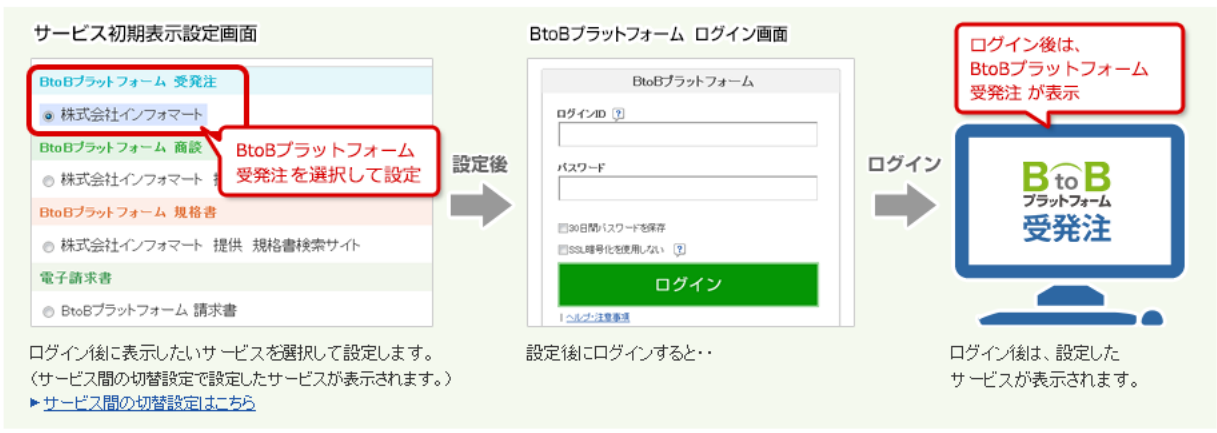 サービス初期表示設定画面
BtoBプラットフォーム 受発注
株式会社インフォマート
BtoBプラットフォーム 商談
株式会社インフォマート
BtoBプラットフォーム 規格書
株式会社インフォマート 提供 規格書検索サイト
電子請求書
BtoBプラットフォーム 請求書
BtoBプラットフォーム
受発注を選択して設定
ログイン後に表示したいサービスを選択して設定します。
（サービス間の切替設定で設定したサービスが表示されます。）
▶サービス間の切替設定はこちら
設定後
BtoBプラットフォーム ログイン画面
BtoBプラットフォーム
ログインID ?
パスワード
30日間パスワードを保存
SSL暗号化を使用しない ?
ログイン
| ヘルプ・注意事項
設定後にログインすると・・
ログイン
ログイン後は、
BtoBプラットフォーム
受発注 が表示
BtoB
プラットフォーム
受発注
ログイン後は、設定した
サービスが表示されます。